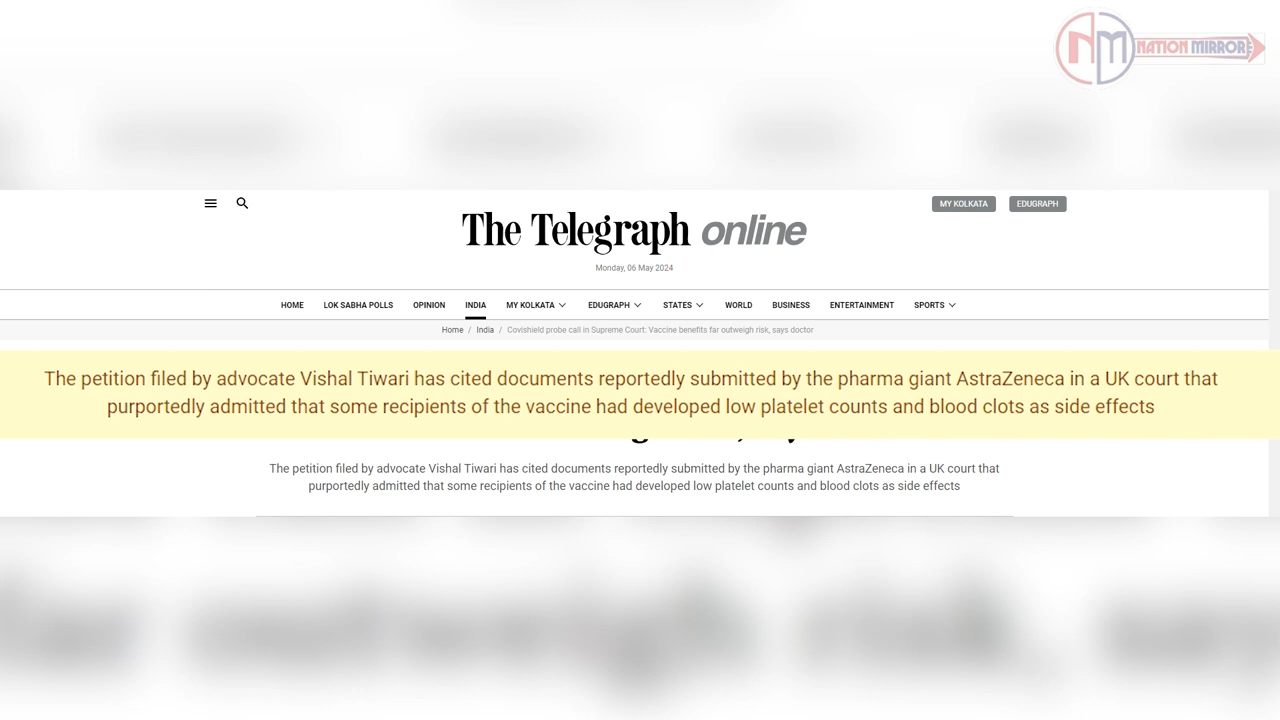 NM NATION MIRROR
MY KOLKATA EDUGRAPH
The Telegraph online
Monday, 06 May 2024
HOME LOK SABHA POLLS OPINION INDIA MY KOLKATA EDUGRAPH STATES WORLD BUSINESS ENTERTAINMENT SPORTS
Home / India / Covishield probe call in Supreme Court: Vaccine benefits far outweigh risk, says doctor
The petition filed by advocate Vishal Tiwari has cited documents reportedly submitted by the pharma giant AstraZeneca in a UK court that
purportedly admitted that some recipients of the vaccine had developed low platelet counts and blood clots as side effects
The petition filed by advocate Vishal Tiwari has cited documents reportedly submitted by the pharma giant AstraZeneca in a UK court that
purportedly admitted that some recipients of the vaccine had developed low platelet counts and blood clots as side effects